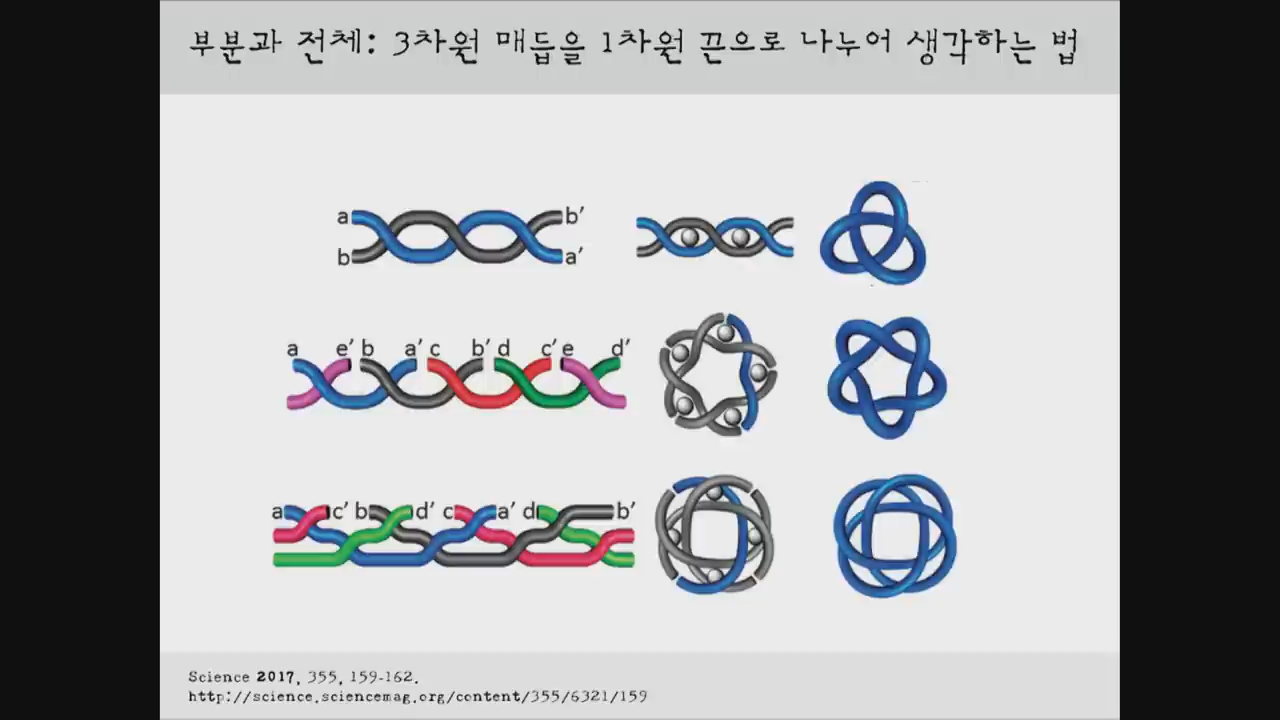 부분과 전체: 3차원 매듭을 1차원 끈으로 나누어 생각하는 법
a b′
b a′
a e′ b a′ c b′ d c′ e d′
a c′ b d′ c a′ d b′
Science 2017, 355, 159-162.
http://science.sciencemag.org/content/355/6321/159